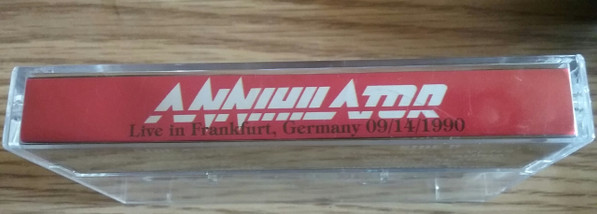 ANNIHILATOR
Live in Frankfurt, Germany 09/14/1990